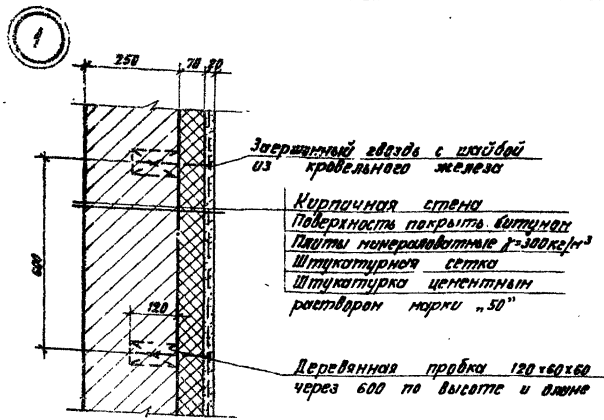 1
250 70 20
Заершенный гвоздь с шайбой
из кровельного железа
Кирпичная стена
Поверхность покрыть битумом
Плиты минераловатные γ=300кг/м³
Штукатурная сетка
Штукатурка цементным
раствором марки „50"
600
120
Деревянная пробка 120×60×60
через 600 по высоте и длине